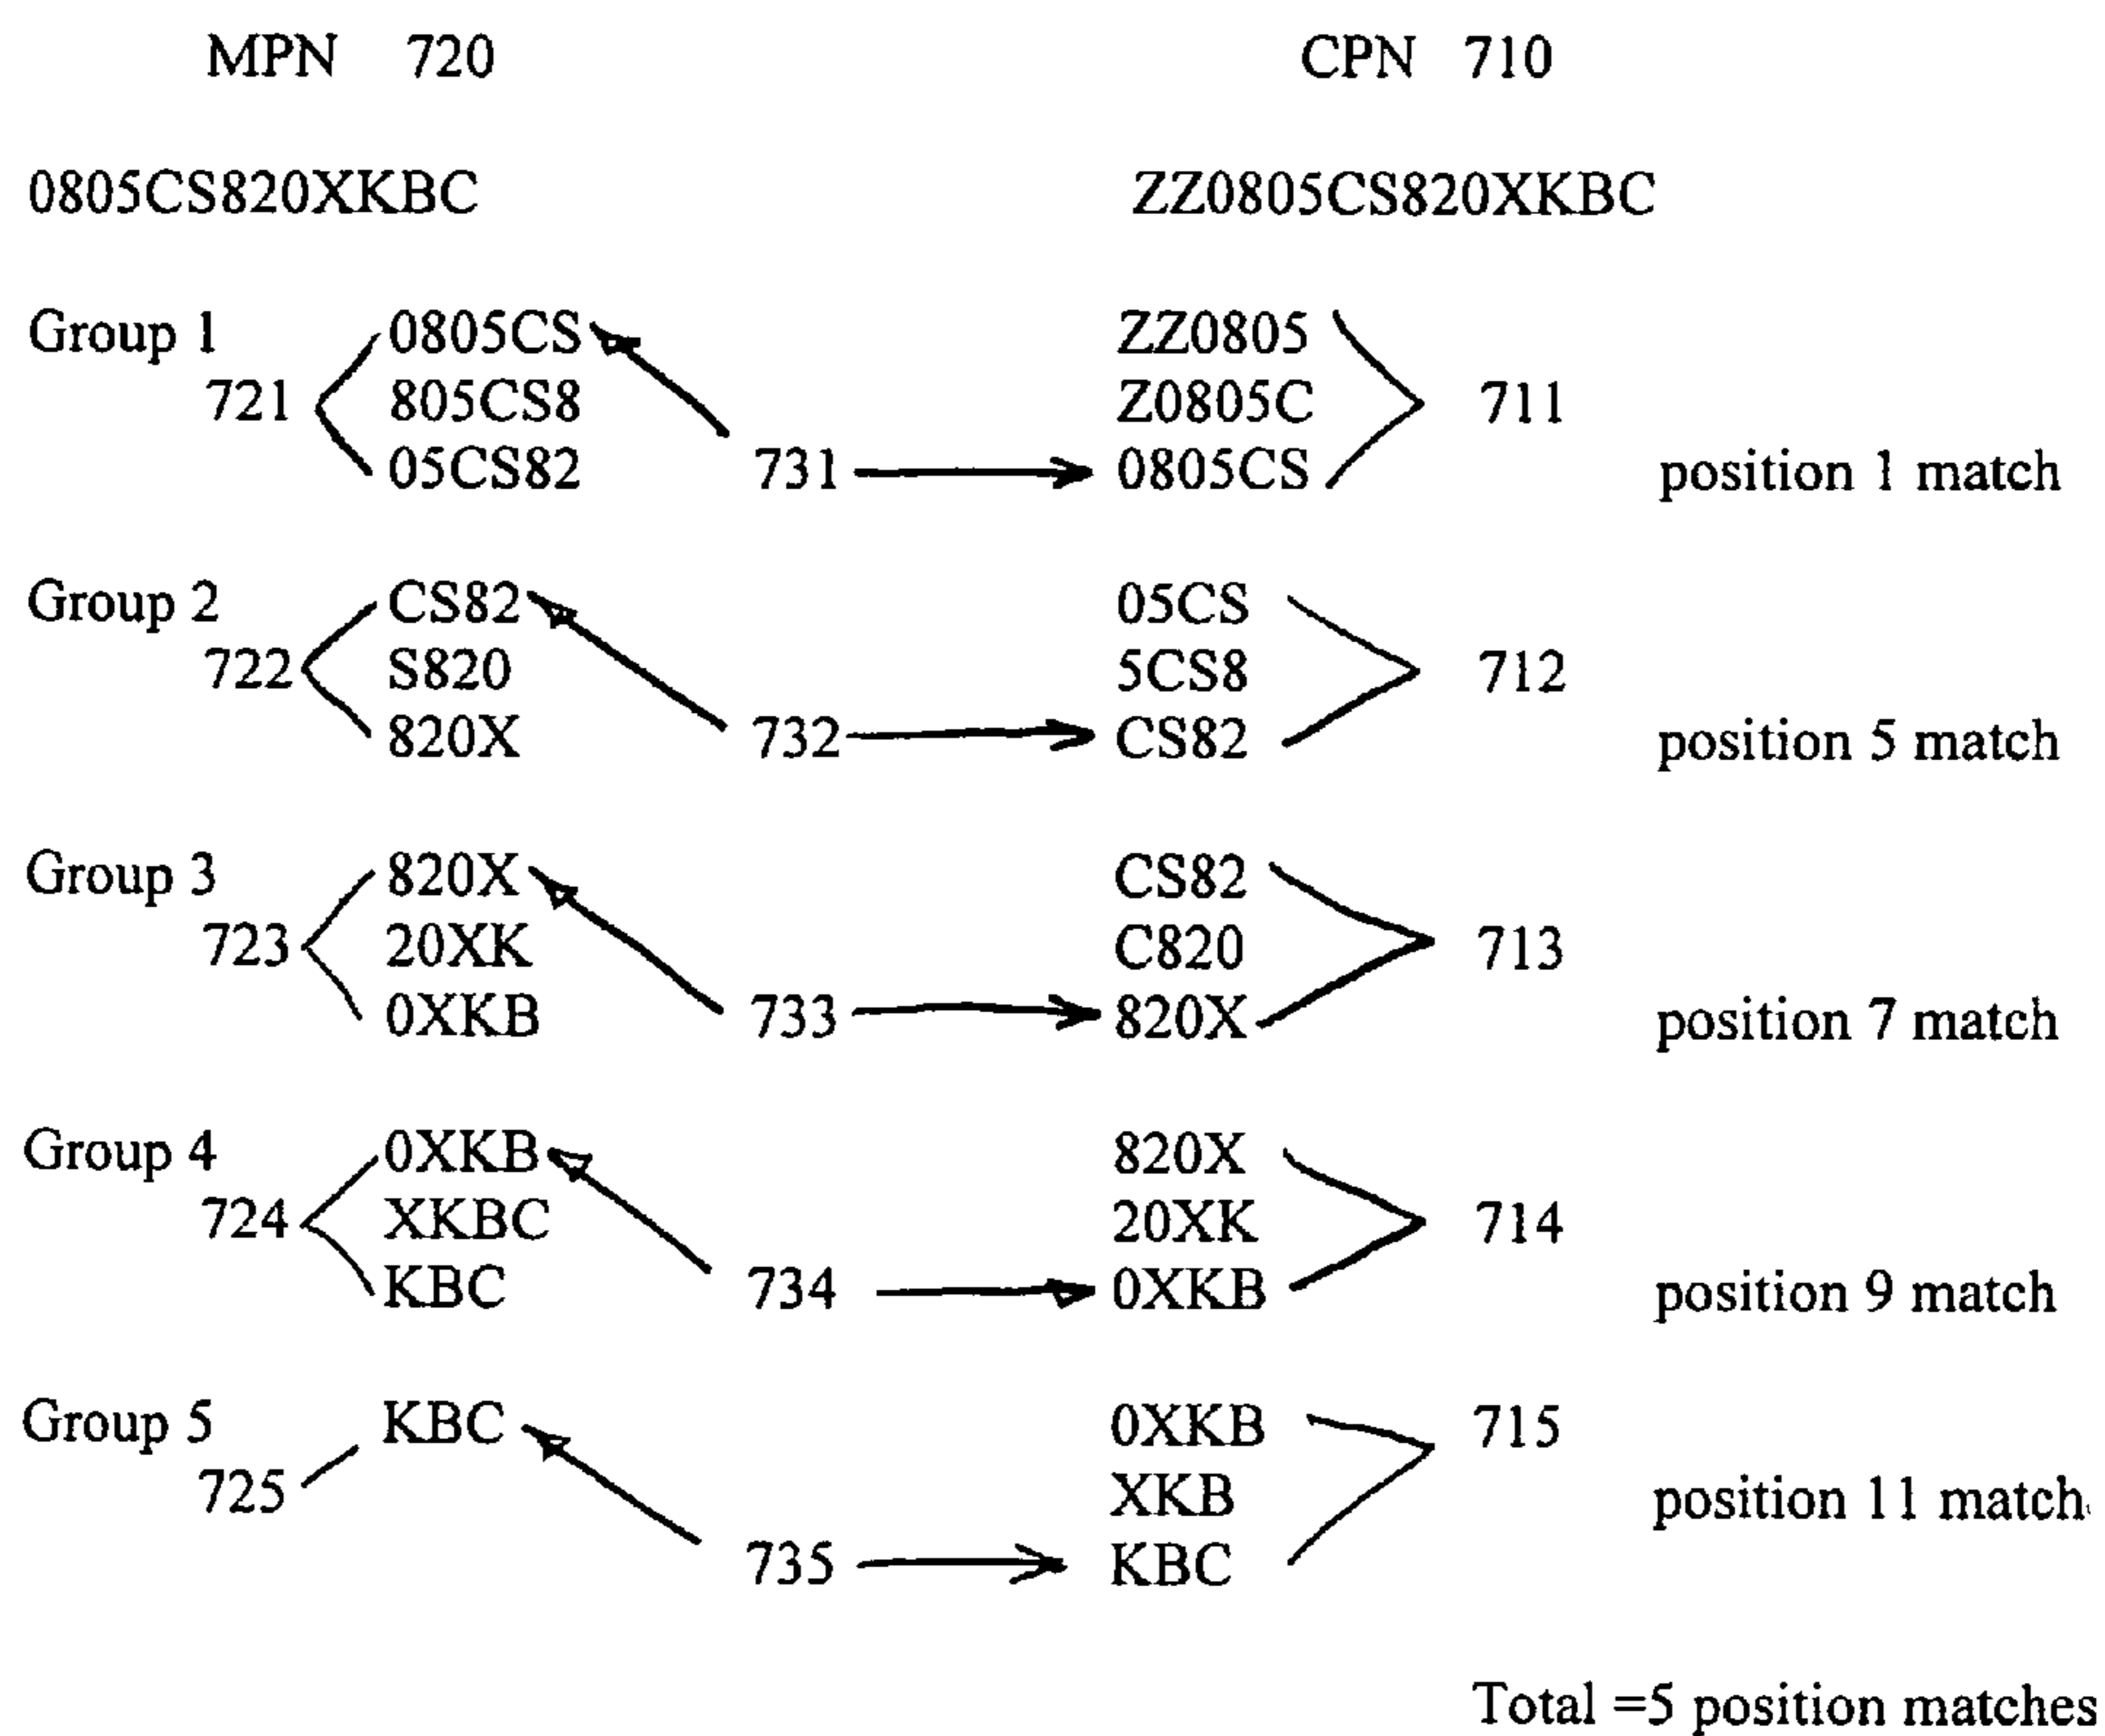 MPN 720 CPN 710
0805CS820XKBC ZZ0805CS820XKBC
Group 1 0805CS ZZ0805
721 805CS8 Z0805C 711
05CS82 731 0805CS position 1 match
Group 2 CS82 05CS
722 S820 5CS8 712
820X 732 CS82 position 5 match
Group 3 820X CS82
723 20XK C820 713
0XKB 733 820X position 7 match
Group 4 0XKB 820X
724 XKBC 20XK 714
KBC 734 0XKB position 9 match
Group 5 KBC 0XKB 715
725 XKB position 11 match
735 KBC
Total =5 position matches